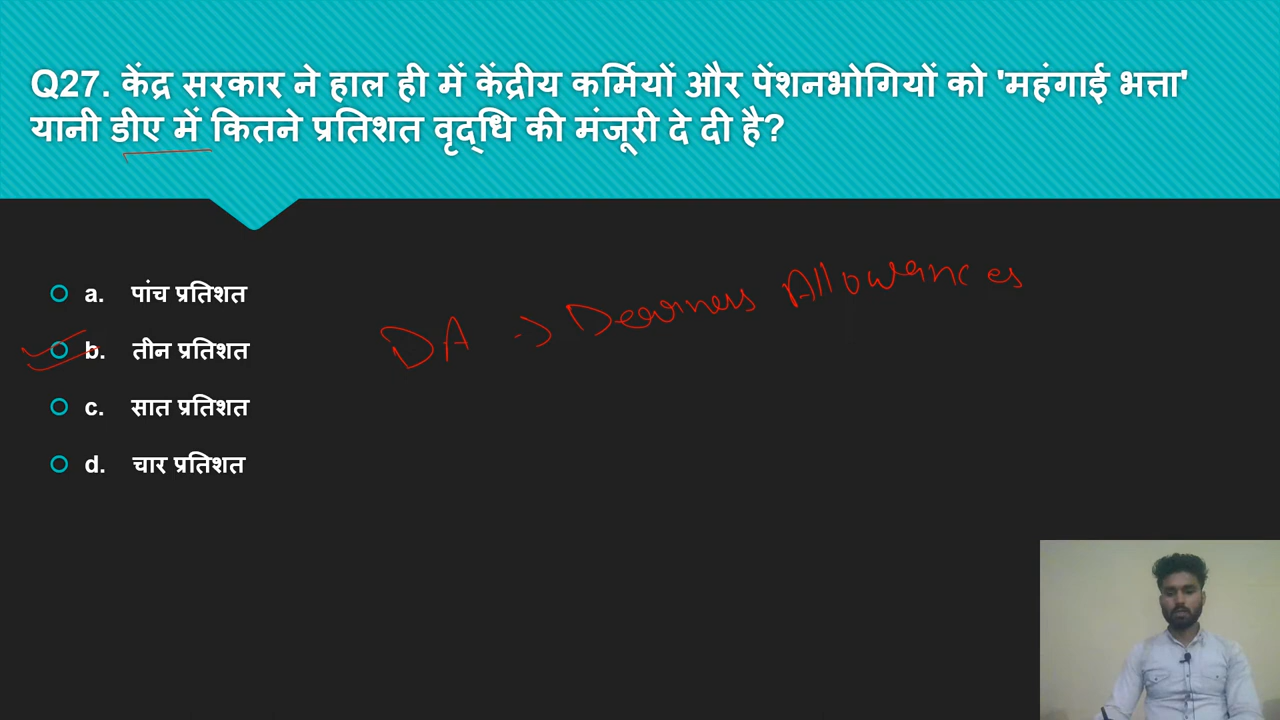 Q27. केंद्र सरकार ने हाल ही में केंद्रीय कर्मियों और पेंशनभोगियों को 'महंगाई भत्ता'
यानी डीए में कितने प्रतिशत वृद्धि की मंजूरी दे दी है?
a. पांच प्रतिशत
b. तीन प्रतिशत
c. सात प्रतिशत
d. चार प्रतिशत
DA -> Dearness Allowances